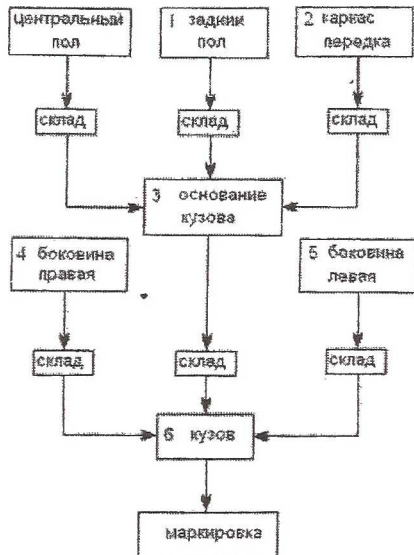 центральный
пол
1 задний
пол
2 каркас
передка
склад
склад
склад
3 основание
кузова
4 боковина
правая
5 боковина
левая
склад
склад
склад
6 кузов
маркировка